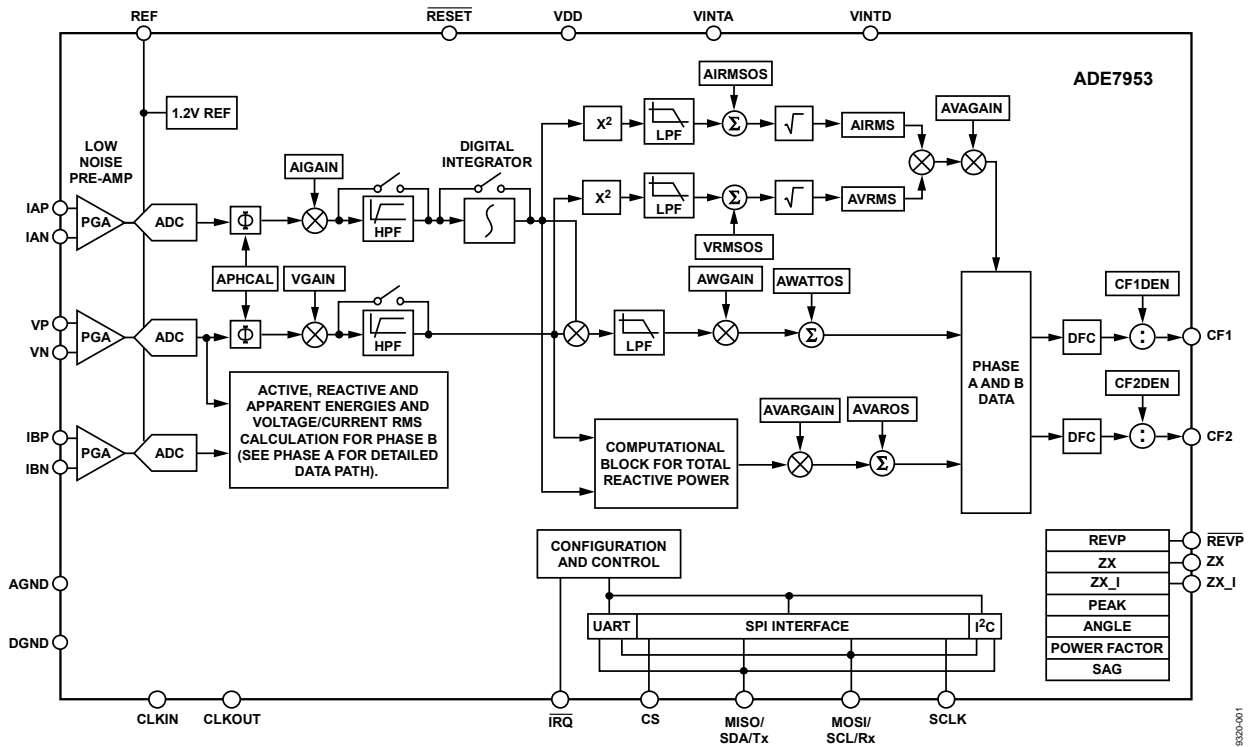 REF
RESET
VDD
VINTA
VINTD
ADE7953
1.2V REF
LOW
NOISE
PRE-AMP
AIGAIN
DIGITAL
INTEGRATOR
AIRMSOS
X2
LPF
Σ
√
AIRMS
AVAGAIN
IAP
IAN
PGA
ADC
Φ
HPF
∫
X2
LPF
Σ
√
AVRMS
VRMSOS
APHCAL
VGAIN
AWGAIN
AWATTOS
VP
VN
PGA
ADC
Φ
HPF
LPF
Σ
PHASE
A AND B
DATA
CF1DEN
DFC
:
CF1
ACTIVE, REACTIVE AND
APPARENT ENERGIES AND
VOLTAGE/CURRENT RMS
CALCULATION FOR PHASE B
(SEE PHASE A FOR DETAILED
DATA PATH).
IBP
IBN
PGA
ADC
COMPUTATIONAL
BLOCK FOR TOTAL
REACTIVE POWER
AVARGAIN
AVAROS
Σ
CF2DEN
DFC
:
CF2
CONFIGURATION
AND CONTROL
REVP
REVP
ZX
ZX
ZX_I
ZX_I
PEAK
ANGLE
POWER FACTOR
SAG
AGND
DGND
UART
SPI INTERFACE
I2C
CLKIN
CLKOUT
IRQ
CS
MISO/
SDA/Tx
MOSI/
SCL/Rx
SCLK
9320-001